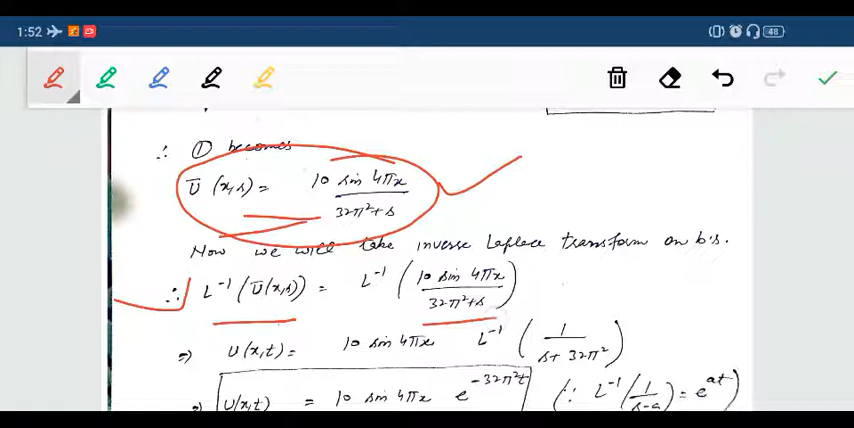 1:52
48
∴ ① becomes
Ū (x,s) = 10 sin 4πx / 32π²+s
Now we will take inverse Laplace transform on b.s.
∴ L⁻¹ (Ū(x,s)) = L⁻¹ ( 10 sin 4πx / 32π²+s )
⇒ U(x,t) = 10 sin 4πx L⁻¹ ( 1 / s+32π² )
⇒ U(x,t) = 10 sin 4πx e^{-32π²t} (∵ L⁻¹(1/s-a) = e^{at})